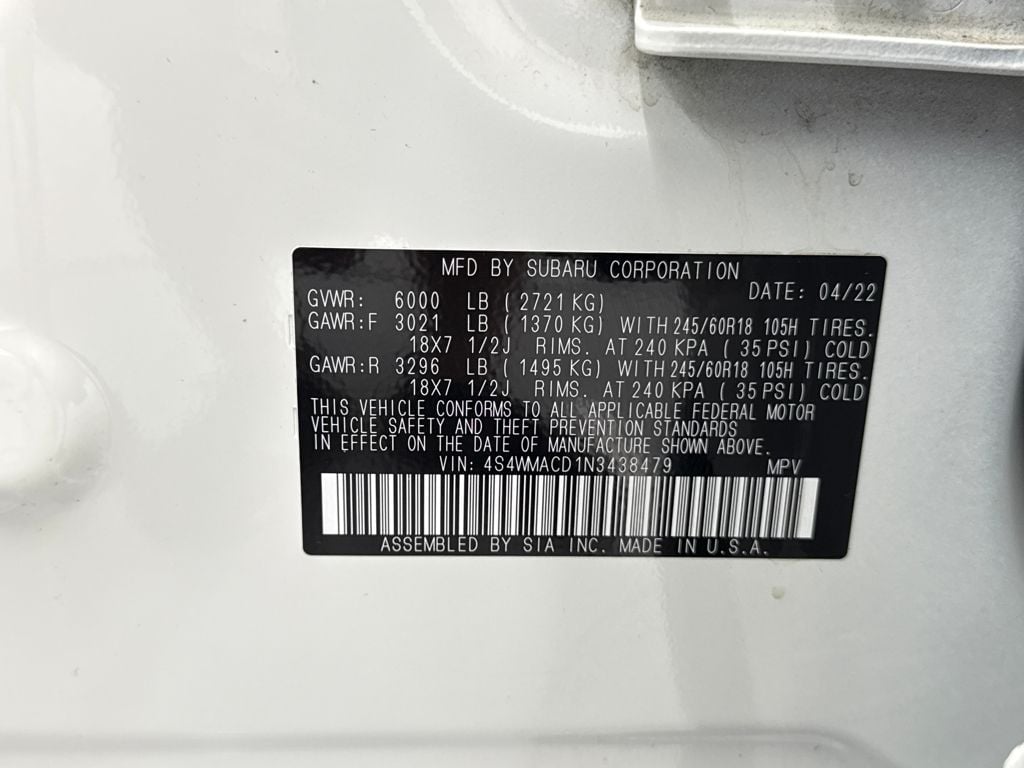 MFD BY SUBARU CORPORATION
DATE: 04/22
GVWR: 6000 LB (2721 KG)
GAWR:F 3021 LB (1370 KG) WITH 245/60R18 105H TIRES.
18X7 1/2J RIMS. AT 240 KPA (35 PSI) COLD
GAWR:R 3296 LB (1495 KG) WITH 245/60R18 105H TIRES.
18X7 1/2J RIMS. AT 240 KPA (35 PSI) COLD
THIS VEHICLE CONFORMS TO ALL APPLICABLE FEDERAL MOTOR
VEHICLE SAFETY AND THEFT PREVENTION STANDARDS
IN EFFECT ON THE DATE OF MANUFACTURE SHOWN ABOVE.
VIN: 4S4WMACD1N3438479 MPV
ASSEMBLED BY SIA INC. MADE IN U.S.A.